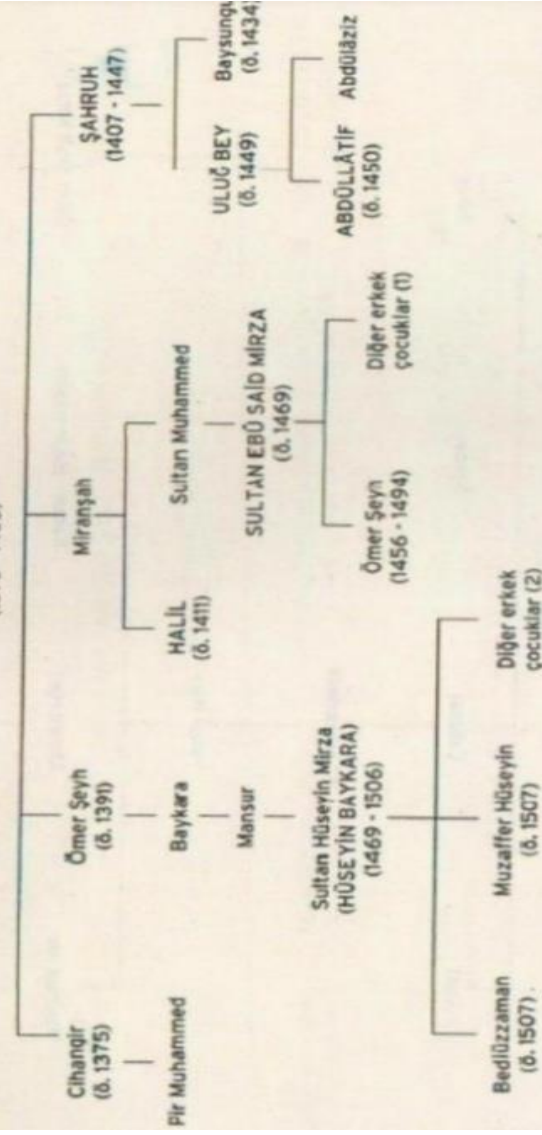 Cihangir
(ö. 1375)
Pir Muhammed
Ömer Şeyh
(ö. 1391)
Baykara
Mansur
Sultan Hüseyin Mirza
(HÜSEYİN BAYKARA)
(1469 - 1506)
Bedîüzzaman
(ö. 1507)
Muzaffer Hüseyin
(ö. 1507)
Diğer erkek
çocuklar (2)
Miranşah
HALİL
(ö. 1411)
Sultan Muhammed
SULTAN EBÛ SAİD MİRZA
(ö. 1469)
Ömer Şeyn
(1456 - 1494)
Diğer erkek
çocuklar (1)
ŞAHRUH
(1407 - 1447)
ULUĞ BEY
(ö. 1449)
Baysungu
(ö. 1434)
ABDÜLLÂTİF
(ö. 1450)
Abdülâziz